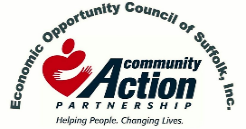 Economic Opportunity Council of Suffolk, Inc.
community
Action
PARTNERSHIP
Helping People. Changing Lives.